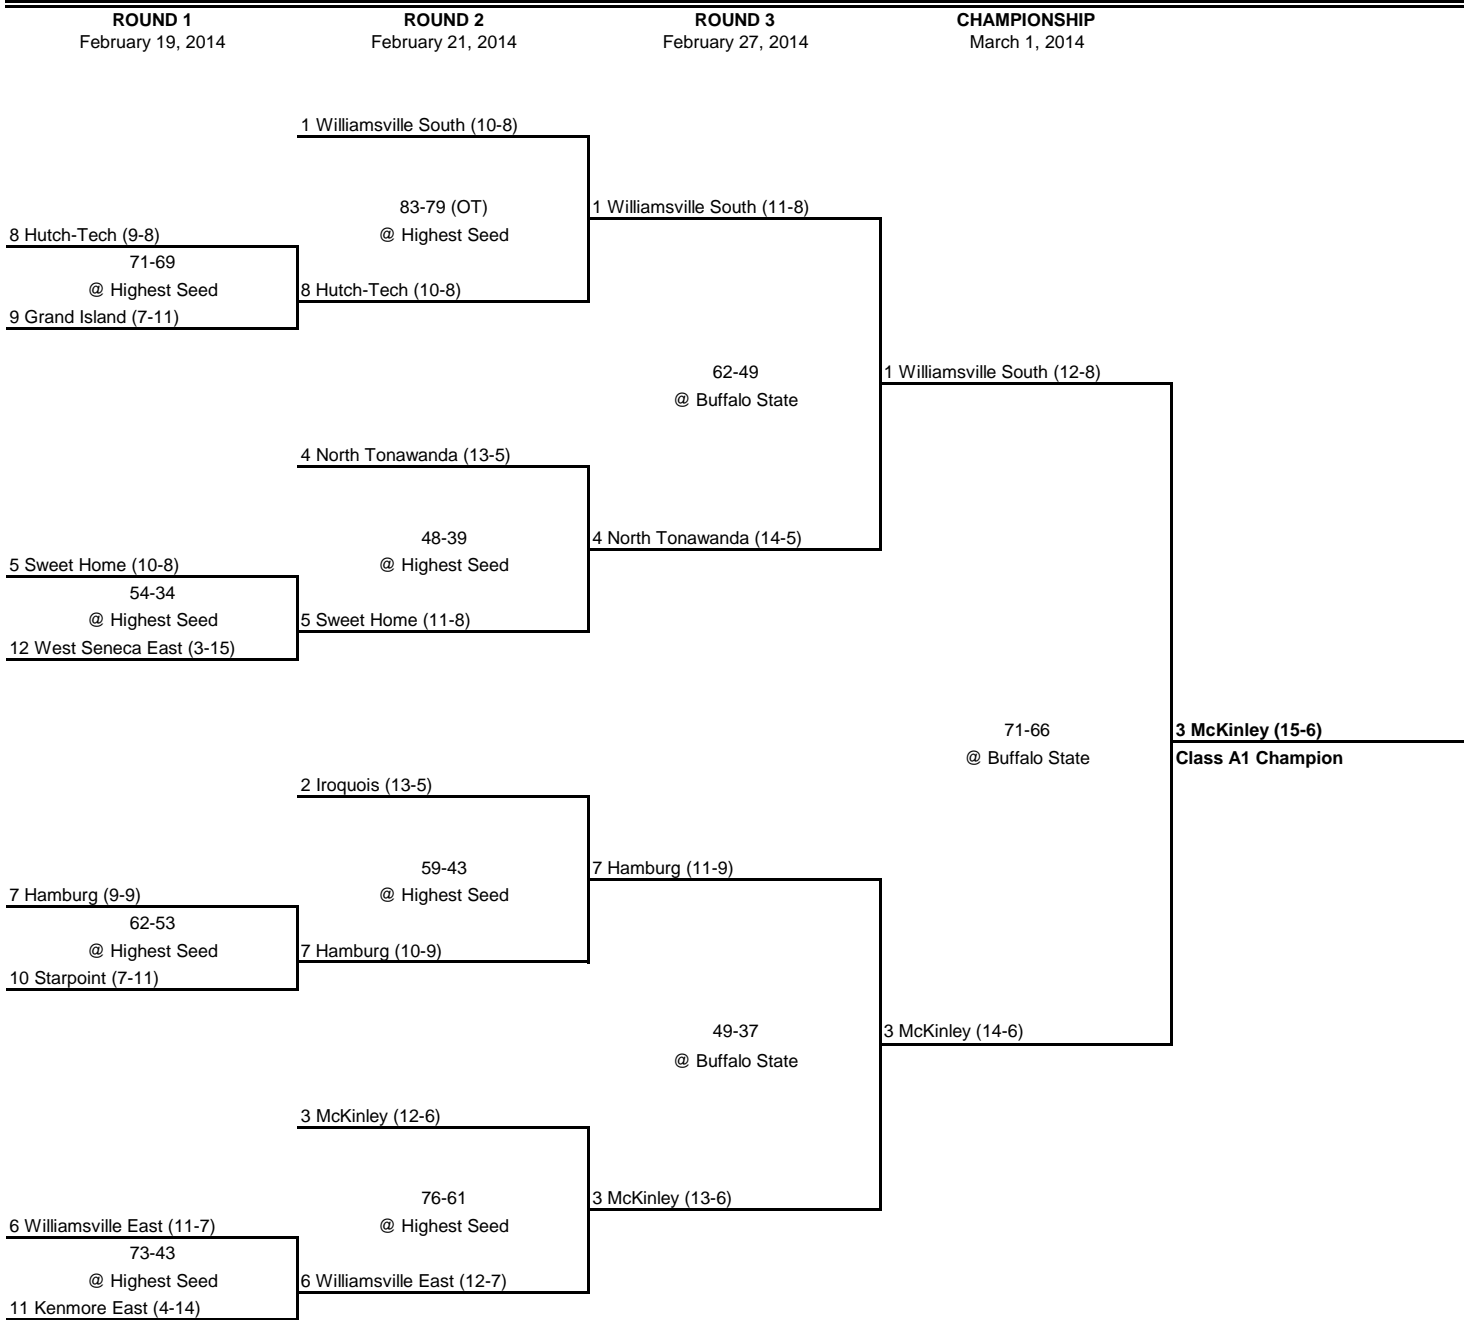 ROUND 1 ROUND 2 ROUND 3 CHAMPIONSHIP
February 19, 2014 February 21, 2014 February 27, 2014 March 1, 2014
1 Williamsville South (10-8)
83-79 (OT) 1 Williamsville South (11-8)
8 Hutch-Tech (9-8) @ Highest Seed
71-69
@ Highest Seed 8 Hutch-Tech (10-8)
9 Grand Island (7-11)
62-49 1 Williamsville South (12-8)
@ Buffalo State
4 North Tonawanda (13-5)
48-39 4 North Tonawanda (14-5)
5 Sweet Home (10-8) @ Highest Seed
54-34
@ Highest Seed 5 Sweet Home (11-8)
12 West Seneca East (3-15)
71-66 3 McKinley (15-6)
@ Buffalo State Class A1 Champion
2 Iroquois (13-5)
59-43 7 Hamburg (11-9)
7 Hamburg (9-9) @ Highest Seed
62-53
@ Highest Seed 7 Hamburg (10-9)
10 Starpoint (7-11)
49-37 3 McKinley (14-6)
@ Buffalo State
3 McKinley (12-6)
76-61 3 McKinley (13-6)
6 Williamsville East (11-7) @ Highest Seed
73-43
@ Highest Seed 6 Williamsville East (12-7)
11 Kenmore East (4-14)